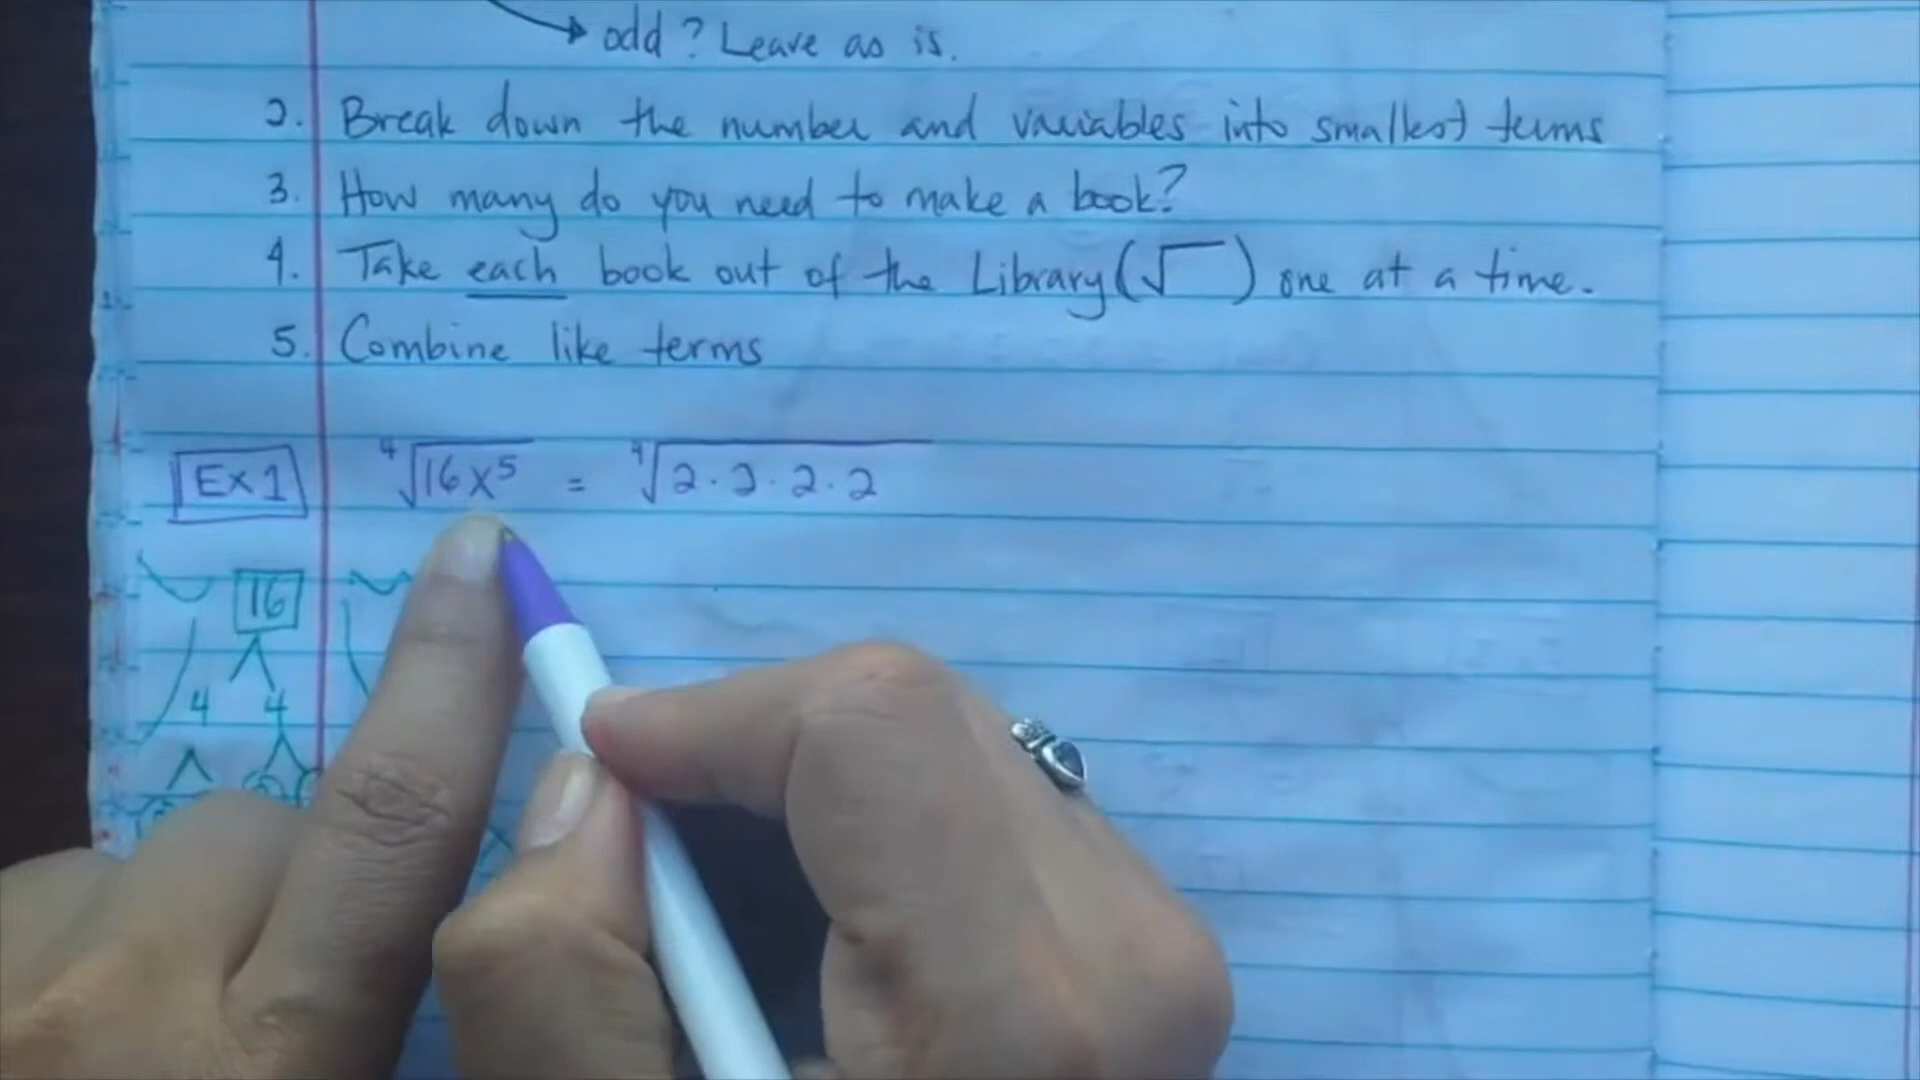 odd? Leave as is.
2. Break down the number and variables into smallest terms
3. How many do you need to make a book?
4. Take each book out of the Library (√ ) one at a time.
5. Combine like terms
Ex 1 ⁴√16x⁵ = ⁴√2·2·2·2
16
4 4